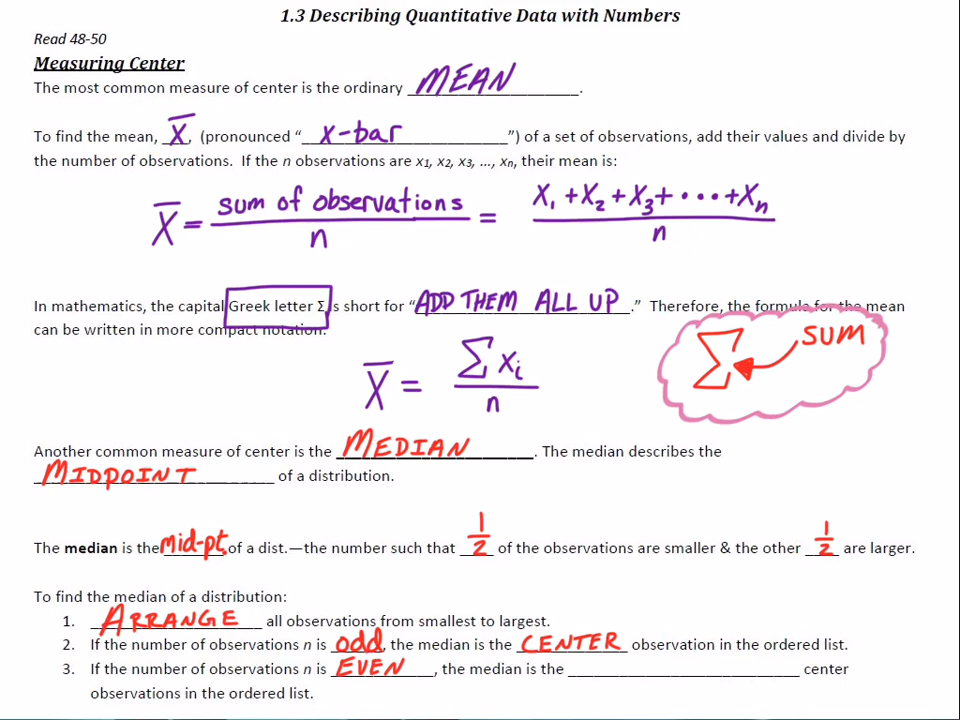 1.3 Describing Quantitative Data with Numbers
Read 48-50
Measuring Center
The most common measure of center is the ordinary MEAN.
To find the mean, x̄, (pronounced “x-bar”) of a set of observations, add their values and divide by
the number of observations. If the n observations are x₁, x₂, x₃, ..., xₙ, their mean is:
x̄ = sum of observations / n = x₁ + x₂ + x₃ + ··· + xₙ / n
In mathematics, the capital Greek letter Σ is short for “ADD THEM ALL UP.” Therefore, the formula for the mean
can be written in more compact notation:
Σ SUM
x̄ = Σ xᵢ / n
Another common measure of center is the MEDIAN. The median describes the
MIDPOINT of a distribution.
The median is the mid-pt. of a dist.—the number such that 1/2 of the observations are smaller & the other 1/2 are larger.
To find the median of a distribution:
1. ARRANGE all observations from smallest to largest.
2. If the number of observations n is odd, the median is the CENTER observation in the ordered list.
3. If the number of observations n is EVEN, the median is the ____ center
observations in the ordered list.